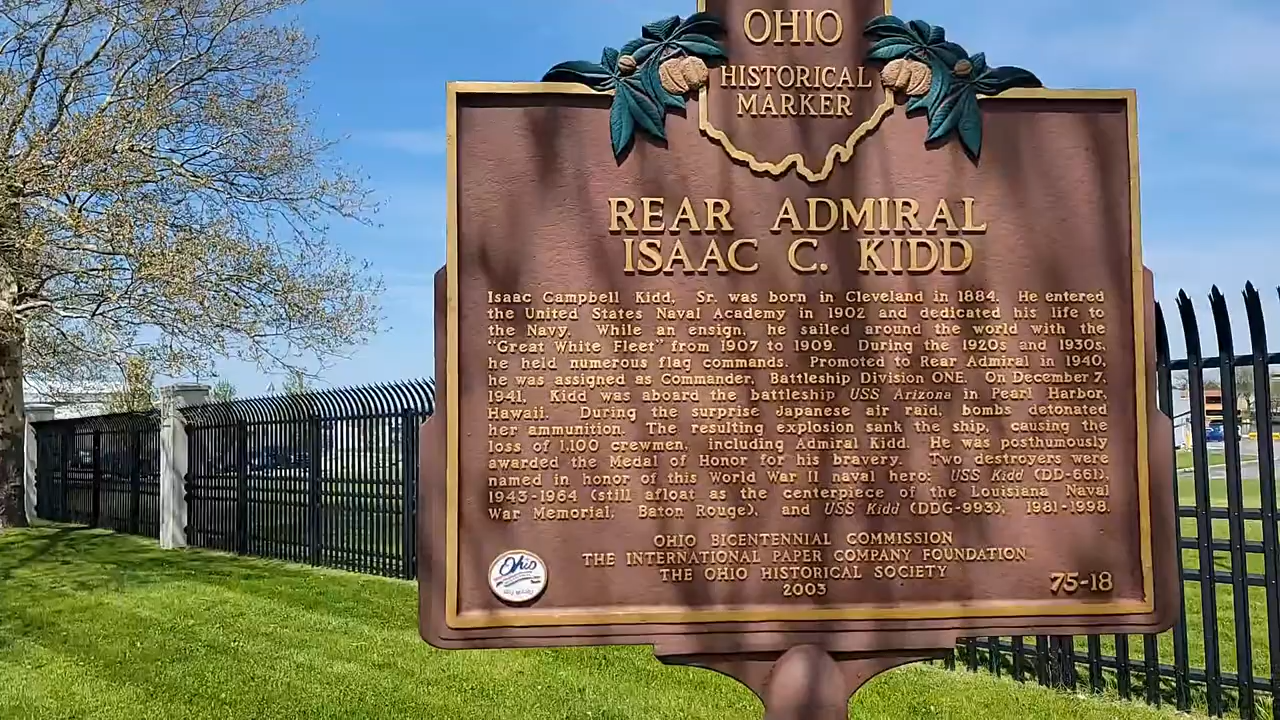 OHIO
HISTORICAL
MARKER
REAR ADMIRAL
ISAAC C. KIDD
Isaac Campbell Kidd, Sr. was born in Cleveland in 1884. He entered
the United States Naval Academy in 1902 and dedicated his life to
the Navy. While an ensign, he sailed around the world with the
"Great White Fleet" from 1907 to 1909. During the 1920s and 1930s,
he held numerous flag commands. Promoted to Rear Admiral in 1940,
he was assigned as Commander, Battleship Division ONE. On December 7,
1941, Kidd was aboard the battleship USS Arizona in Pearl Harbor,
Hawaii. During the surprise Japanese air raid, bombs detonated
her ammunition. The resulting explosion sank the ship, causing the
loss of 1,100 crewmen, including Admiral Kidd. He was posthumously
awarded the Medal of Honor for his bravery. Two destroyers were
named in honor of this World War II naval hero: USS Kidd (DD-661),
1943-1964 (still afloat as the centerpiece of the Louisiana Naval
War Memorial, Baton Rouge), and USS Kidd (DDG-993), 1981-1998.
OHIO BICENTENNIAL COMMISSION
THE INTERNATIONAL PAPER COMPANY FOUNDATION
THE OHIO HISTORICAL SOCIETY
2003
75-18
Ohio